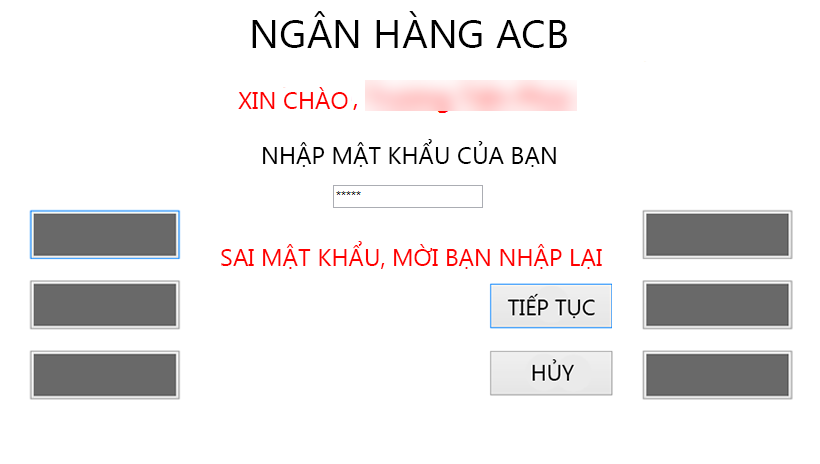 NGÂN HÀNG ACB
XIN CHÀO,
NHẬP MẬT KHẨU CỦA BẠN
*****
SAI MẬT KHẨU, MỜI BẠN NHẬP LẠI
TIẾP TỤC
HỦY